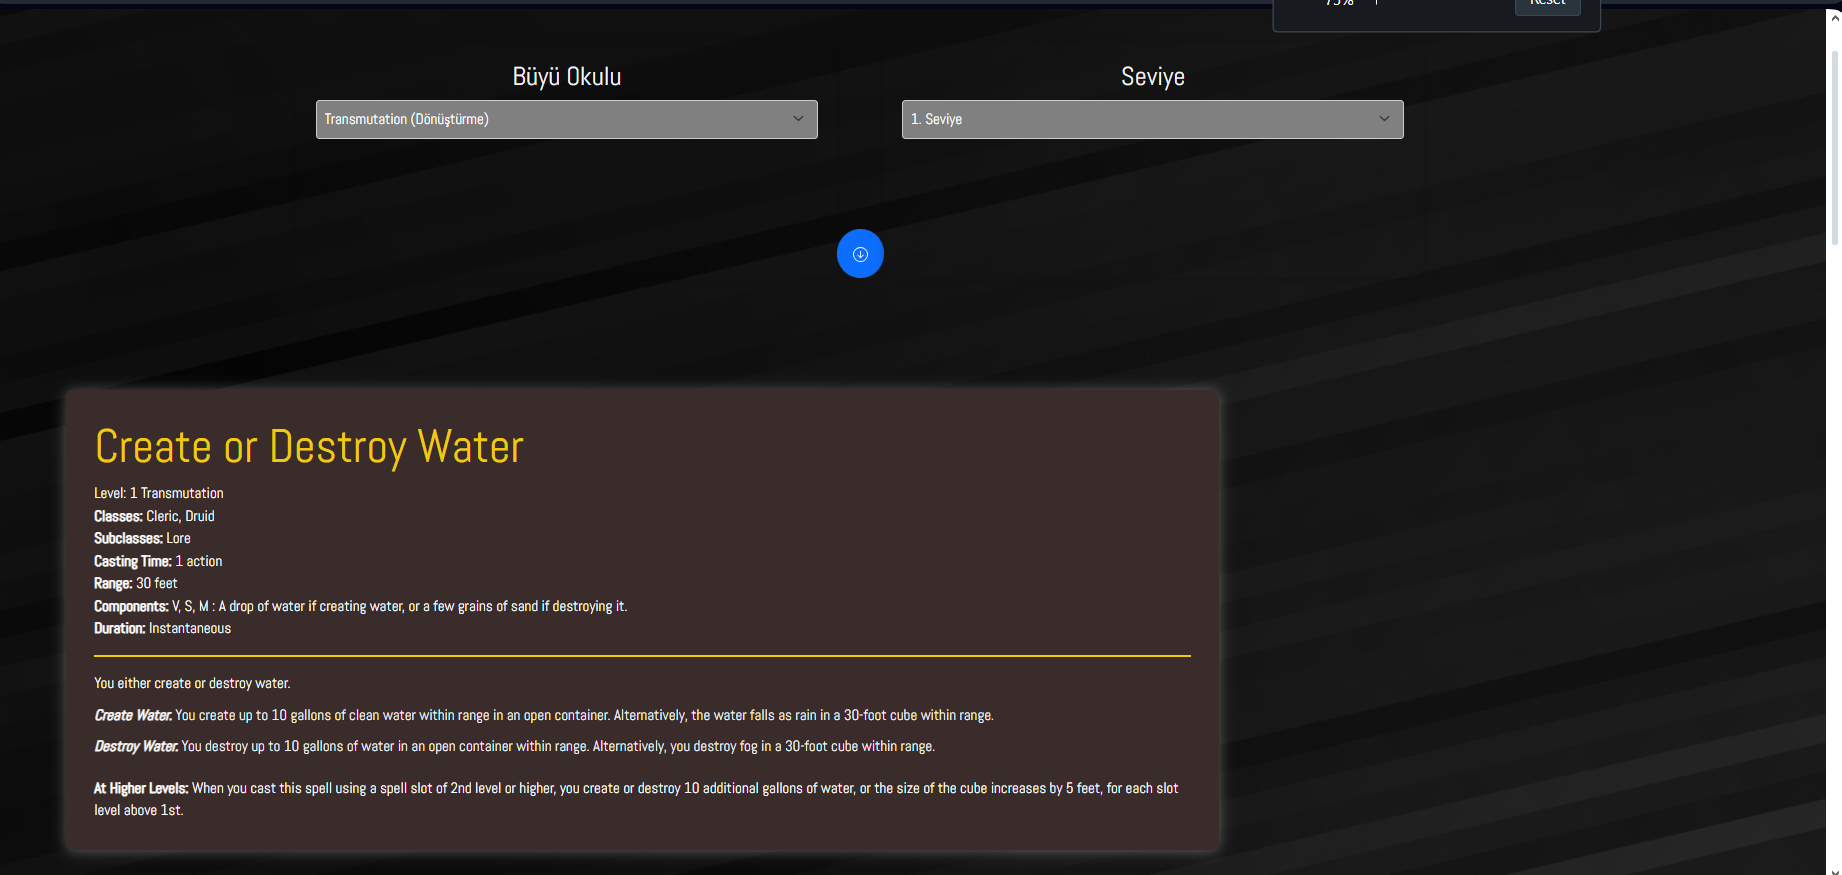 75%
Reset
Büyü Okulu
Seviye
Transmutation (Dönüştürme)
1. Seviye
Create or Destroy Water
Level: 1 Transmutation
Classes: Cleric, Druid
Subclasses: Lore
Casting Time: 1 action
Range: 30 feet
Components: V, S, M : A drop of water if creating water, or a few grains of sand if destroying it.
Duration: Instantaneous
You either create or destroy water.
Create Water. You create up to 10 gallons of clean water within range in an open container. Alternatively, the water falls as rain in a 30-foot cube within range.
Destroy Water. You destroy up to 10 gallons of water in an open container within range. Alternatively, you destroy fog in a 30-foot cube within range.
At Higher Levels: When you cast this spell using a spell slot of 2nd level or higher, you create or destroy 10 additional gallons of water, or the size of the cube increases by 5 feet, for each slot
level above 1st.